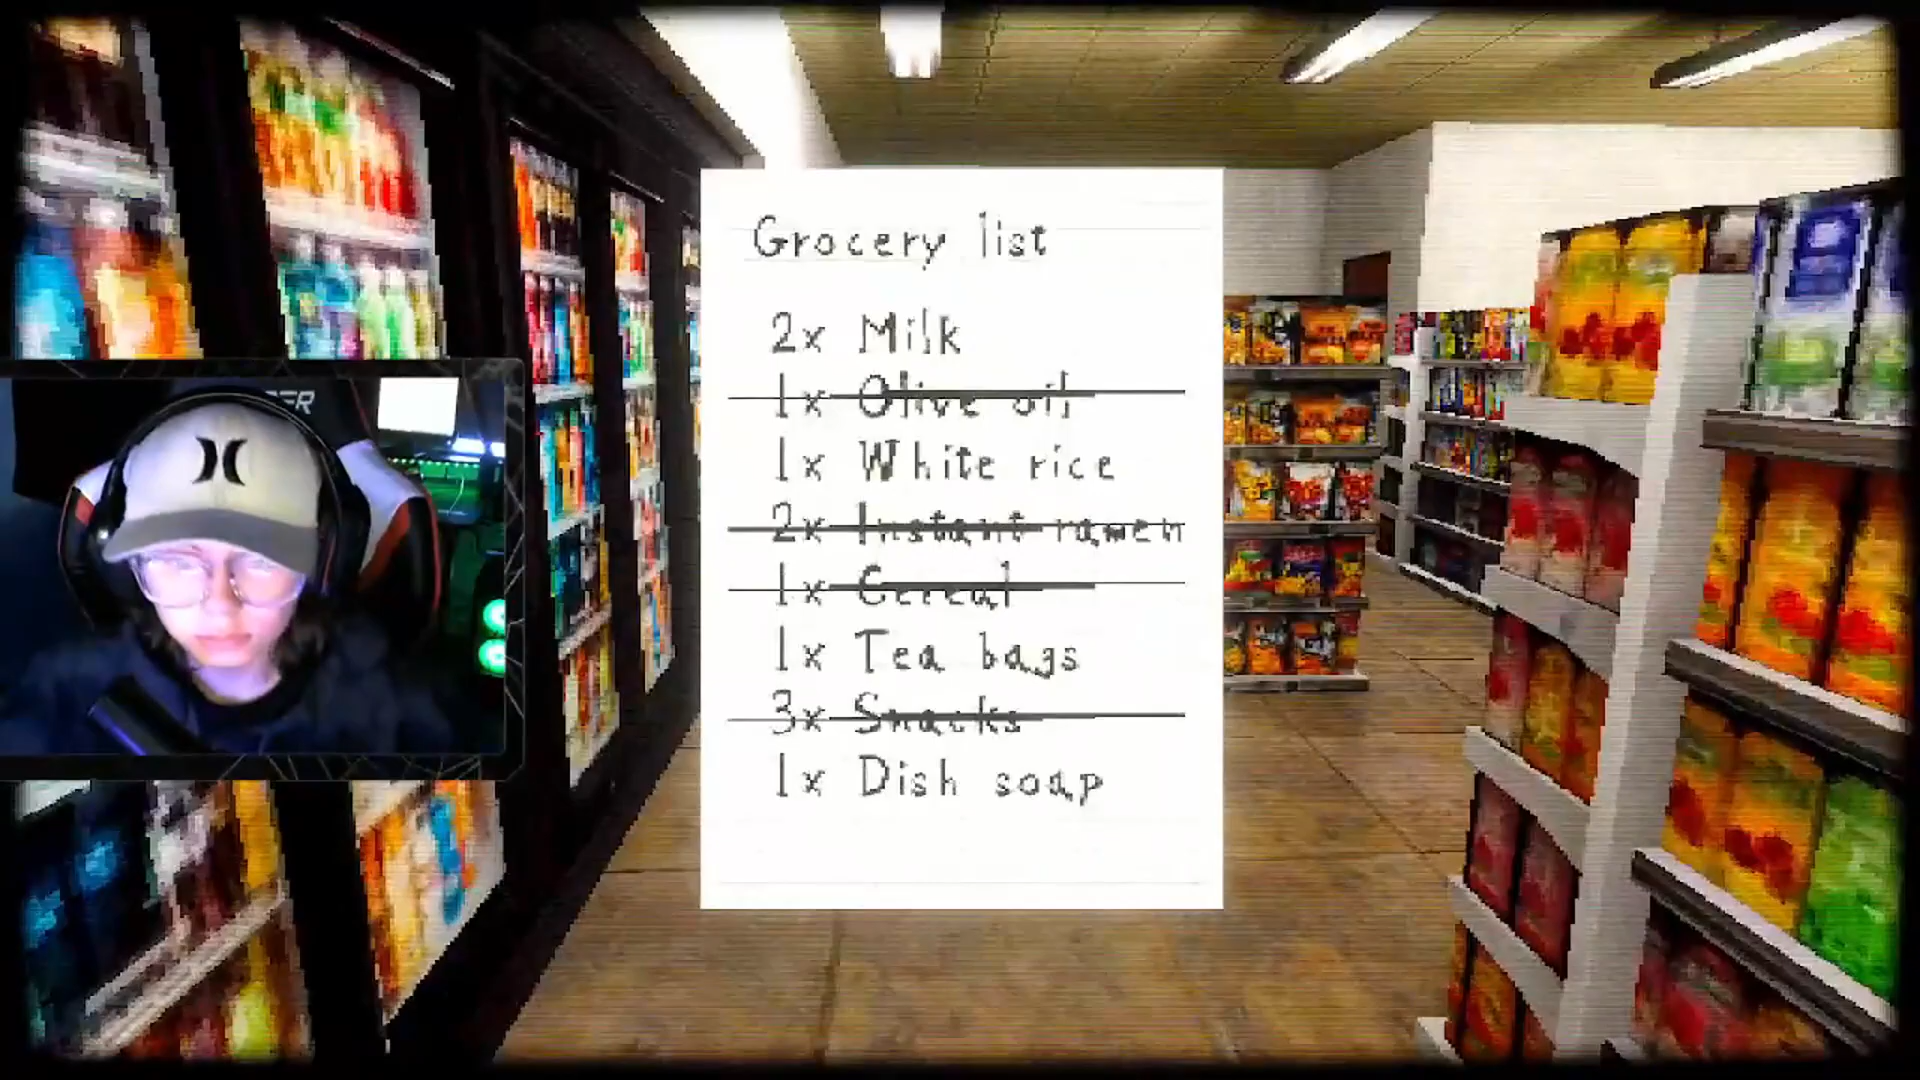 Grocery list
2x Milk
1x Olive oil
1x White rice
2x Instant ramen
1x Cereal
1x Tea bags
3x Snacks
1x Dish soap